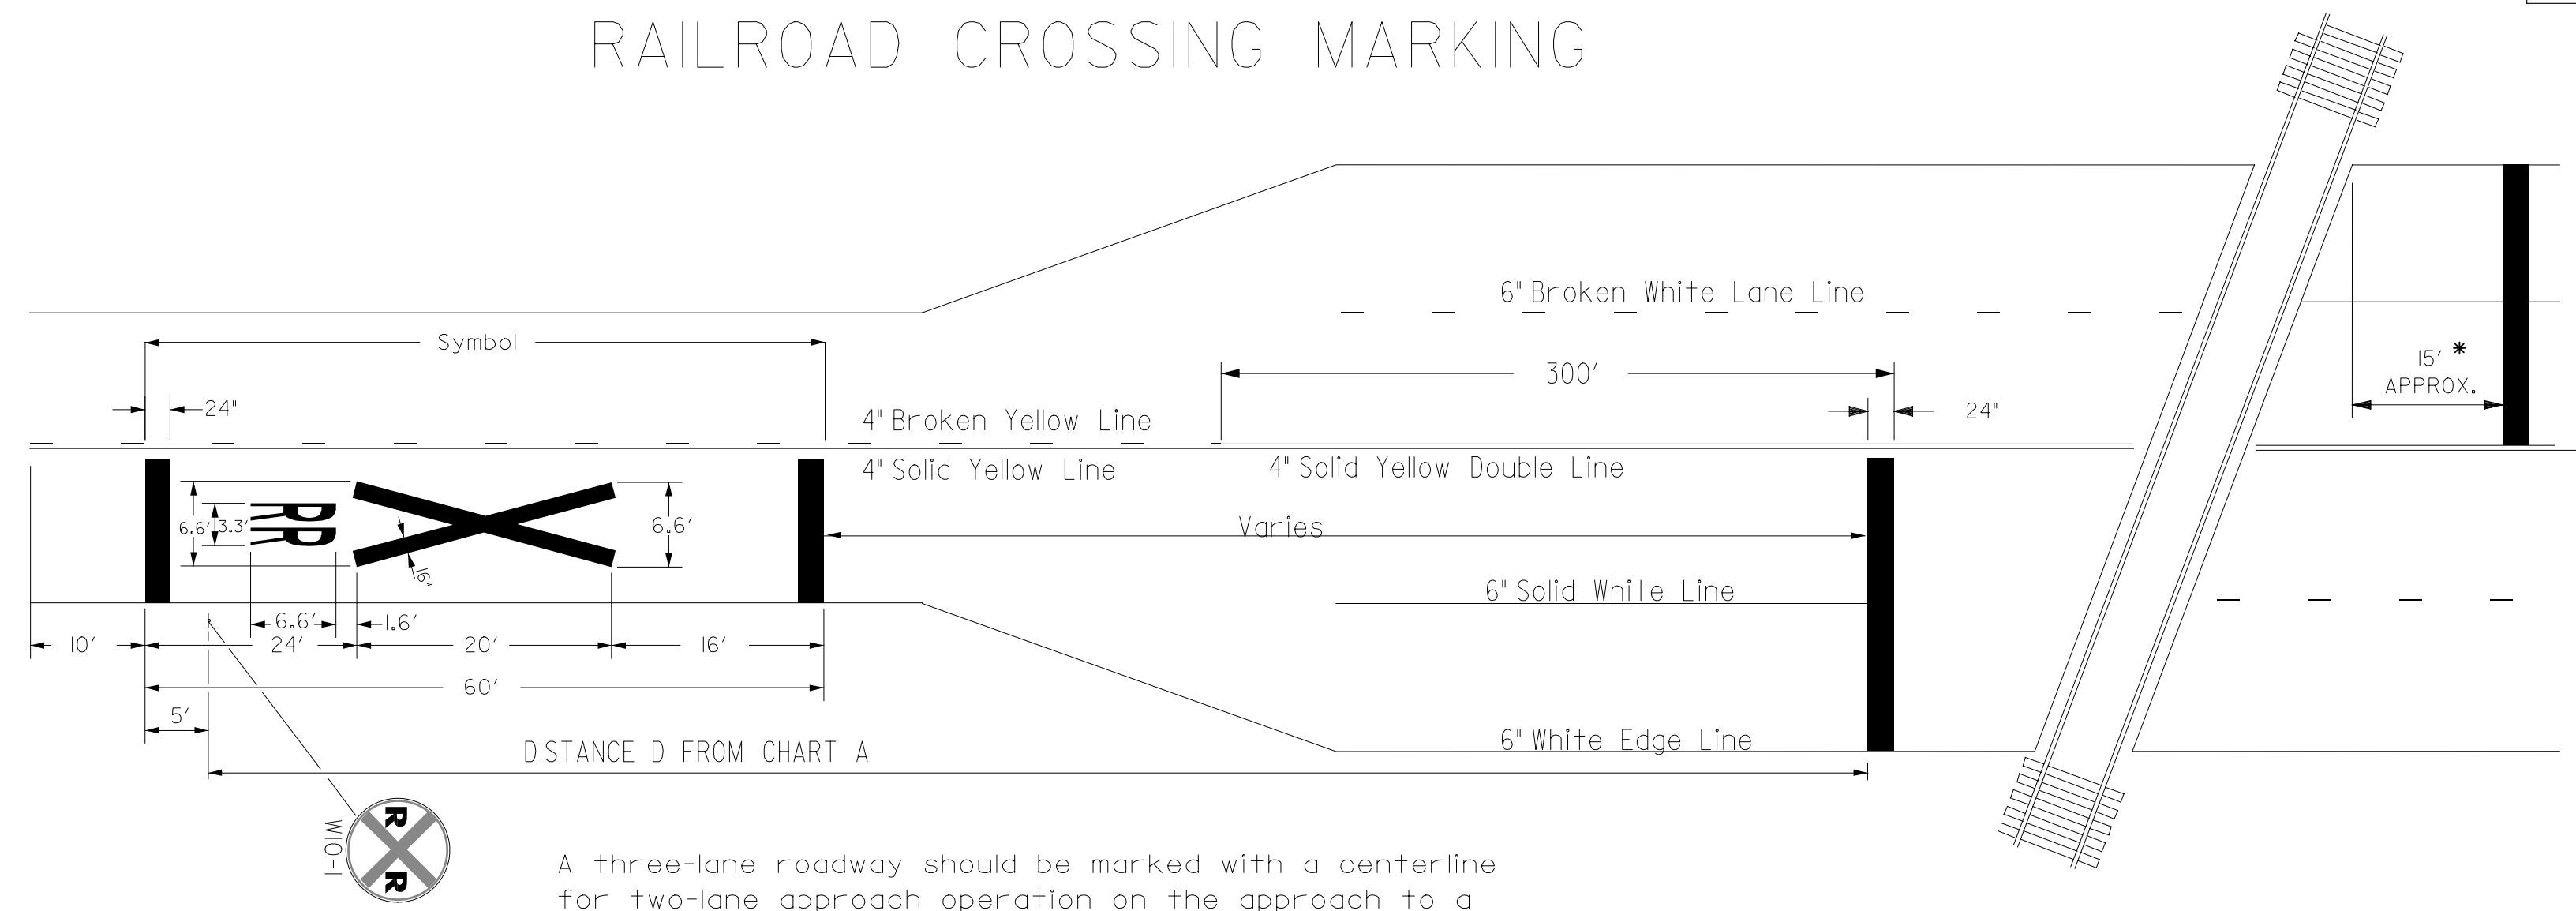 RAILROAD CROSSING MARKING
6" Broken White Lane Line
Symbol
300'
15' *
APPROX.
24"
4" Broken Yellow Line
24"
4" Solid Yellow Line
4" Solid Yellow Double Line
6.6'
3.3'
RR
6.6'
Varies
16"
6" Solid White Line
6.6'
1.6'
10'
24'
20'
16'
60'
5'
6" White Edge Line
DISTANCE D FROM CHART A
W10-1
R R
A three-lane roadway should be marked with a centerline
for two-lane approach operation on the approach to a